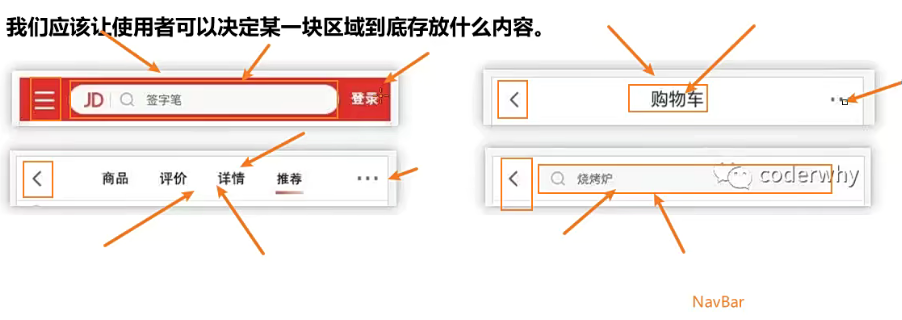 我们应该让使用者可以决定某一块区域到底存放什么内容。
JD 签字笔 登录
购物车
商品 评价 详情 推荐
烧烤炉 coderwhy
NavBar